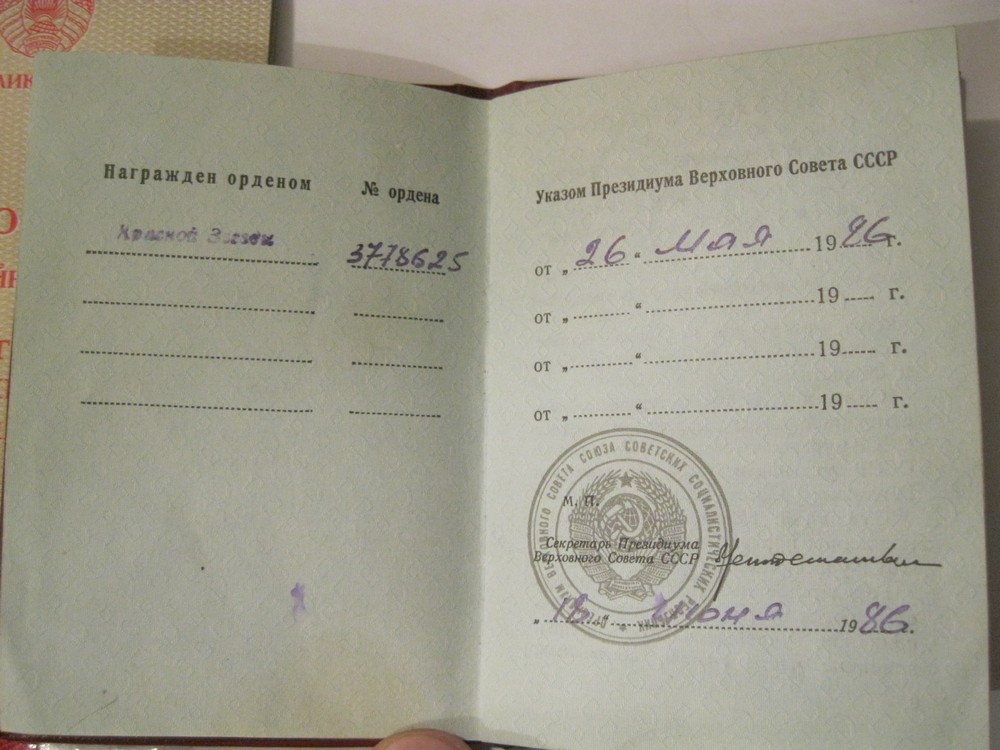 Награжден орденом
№ ордена
Красной Звезды
3778625
Указом Президиума Верховного Совета СССР
от „ 26 “ Мая 1986 г.
от „ “ 19 г.
от „ “ 19 г.
от „ “ 19 г.
ПРЕЗИДИУМ ВЕРХОВНОГО СОВЕТА СОЮЗА СОВЕТСКИХ СОЦИАЛИСТИЧЕСКИХ РЕСПУБЛИК
М. П.
Секретарь Президиума
Верховного Совета СССР
Июня 1986.